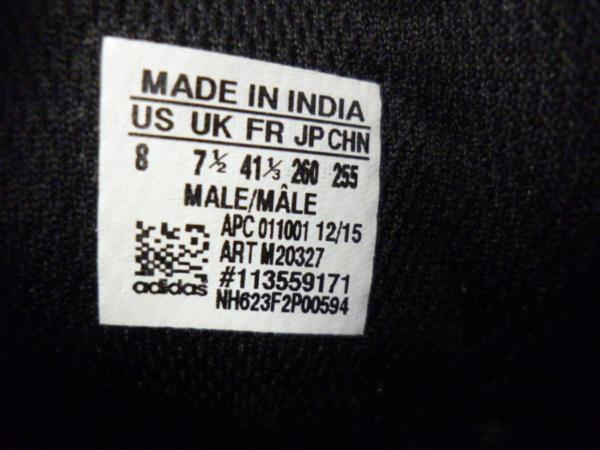 MADE IN INDIA
US UK FR JP CHN
8 7½ 41⅓ 260 255
MALE/MÂLE
APC 011001 12/15
ART M20327
#113559171
adidas NH623F2P00594